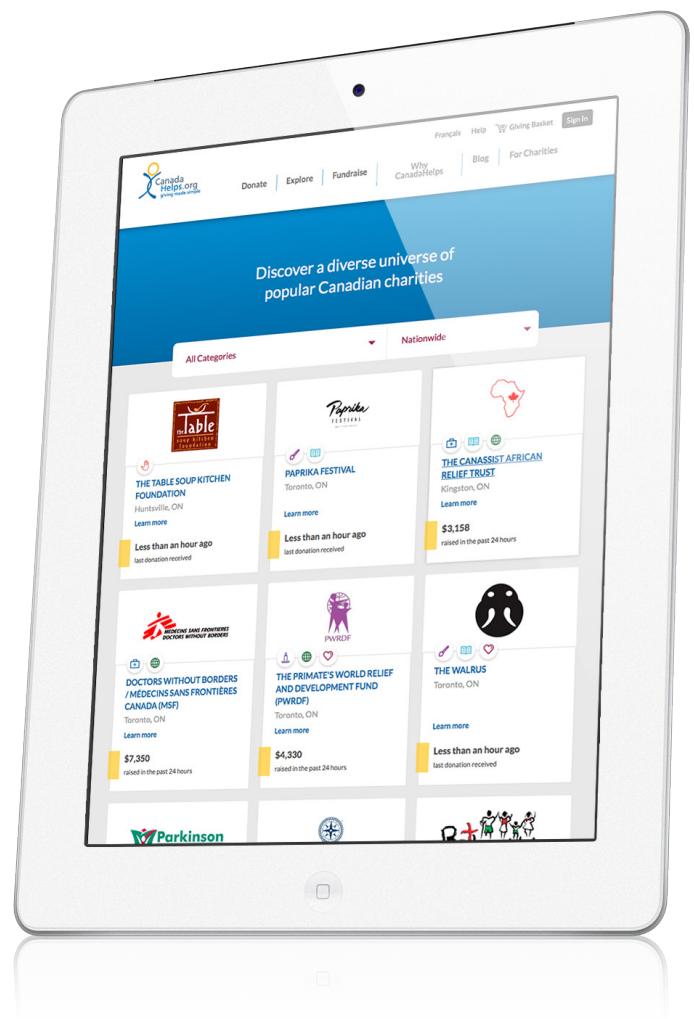 Français Help Giving Basket Sign In
Canada
Helps.org
giving made simple
Donate Explore Fundraise Why
CanadaHelps Blog For Charities
Discover a diverse universe of
popular Canadian charities
All Categories Nationwide
the Table
soup kitchen
foundation
THE TABLE SOUP KITCHEN
FOUNDATION
Huntsville, ON
Learn more
Less than an hour ago
last donation received
Paprika
FESTIVAL
PAPRIKA FESTIVAL
Toronto, ON
Learn more
Less than an hour ago
last donation received
THE CANASSIST AFRICAN
RELIEF TRUST
Kingston, ON
Learn more
$3,158
raised in the past 24 hours
MEDECINS SANS FRONTIERES
DOCTORS WITHOUT BORDERS
DOCTORS WITHOUT BORDERS
/ MÉDECINS SANS FRONTIÈRES
CANADA (MSF)
Toronto, ON
Learn more
$7,350
raised in the past 24 hours
PWRDF
THE PRIMATE'S WORLD RELIEF
AND DEVELOPMENT FUND
(PWRDF)
Toronto, ON
Learn more
$4,330
raised in the past 24 hours
THE WALRUS
Toronto, ON
Learn more
Less than an hour ago
last donation received
Parkinson